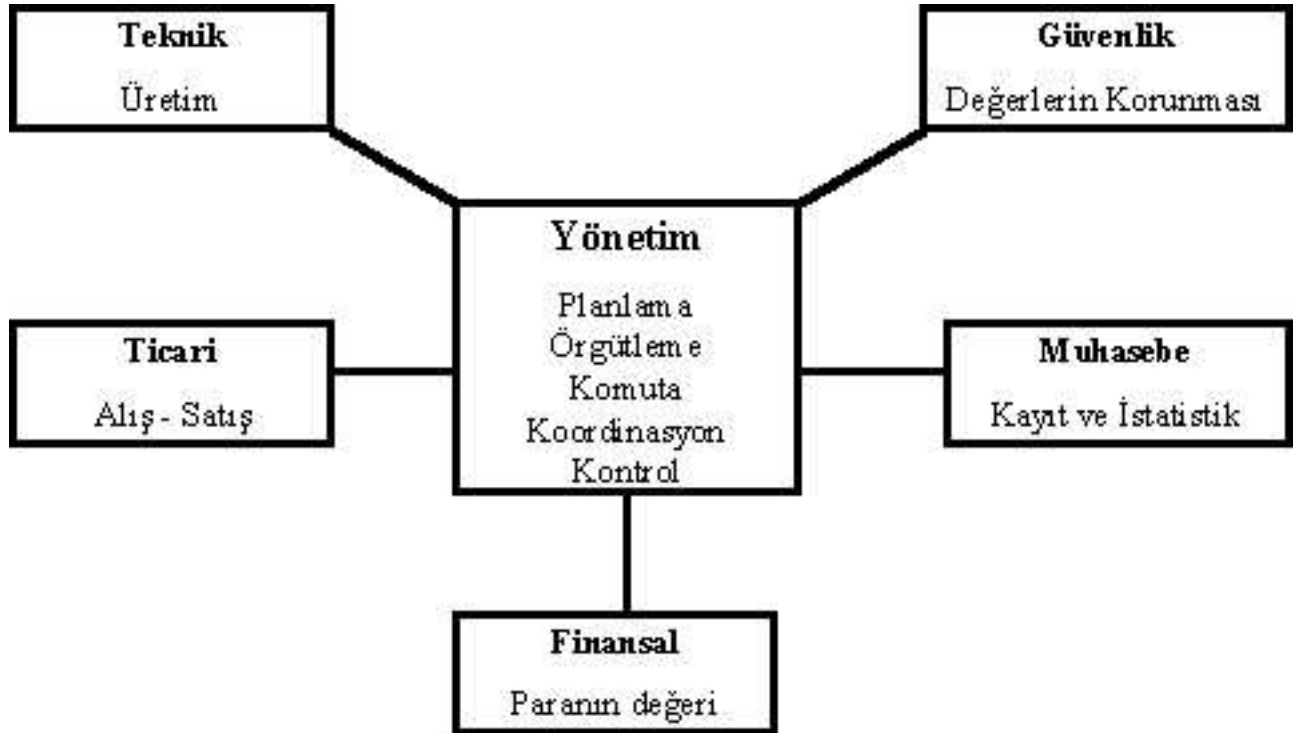 Teknik
Üretim
Güvenlik
Değerlerin Korunması
Yönetim
Planlama
Örgütleme
Komuta
Koordinasyon
Kontrol
Ticari
Alış - Satış
Muhasebe
Kayıt ve İstatistik
Finansal
Paranın değeri